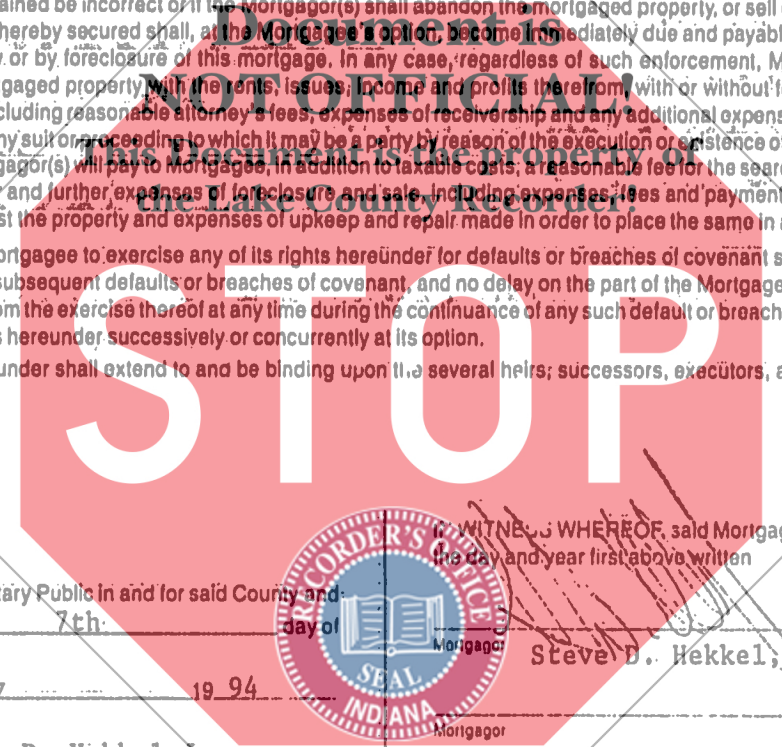 ained be incorrect or if the Mortgagor(s) shall abandon the mortgaged property, or sell
Document is
hereby secured shall, at the Mortgagee's option, become immediately due and payab
or by foreclosure of this mortgage. In any case, regardless of such enforcement, M
NOT OFFICIAL!
gaged property with the rents, issues, income and profits therefrom, with or without f
cluding reasonable attorney's fees, expenses of receivership and any additional expens
ny suit or proceeding to which it may be a party by reason of the execution or existence o
This Document is the property of
gagor(s) will pay to Mortgagee, in addition to taxable costs, a reasonable fee for the sear
and further expenses of foreclosure and sale, including expenses, fees and payment
the Lake County Recorder!
st the property and expenses of upkeep and repair made in order to place the same in a
ortgagee to exercise any of its rights hereunder for defaults or breaches of covenant s
subsequent defaults or breaches of covenant, and no delay on the part of the Mortgage
om the exercise thereof at any time during the continuance of any such default or breach
hereunder successively or concurrently at its option.
under shall extend to and be binding upon the several heirs, successors, executors, a
STOP
WITNESS WHEREOF, said Mortgag
the day and year first above written
tary Public in and for said County and
7th day of
Mortgagor
Steve D. Hekkel,
19 94
Mortgagor
RECORDER'S OFFICE
SEAL
INDIANA